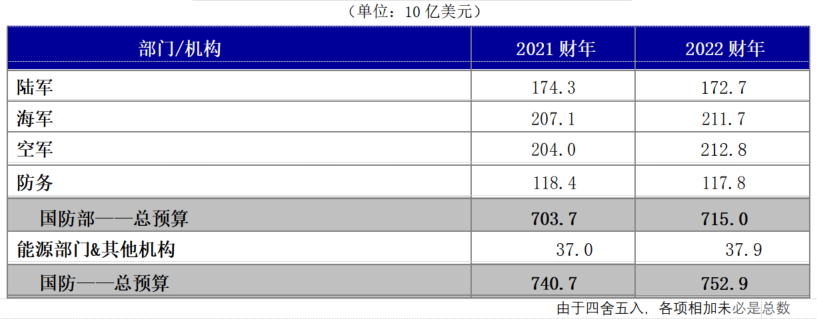 （单位：10 亿美元）
部门/机构 2021 财年 2022 财年
陆军 174.3 172.7
海军 207.1 211.7
空军 204.0 212.8
防务 118.4 117.8
国防部——总预算 703.7 715.0
能源部门&其他机构 37.0 37.9
国防——总预算 740.7 752.9
由于四舍五入，各项相加未必是总数